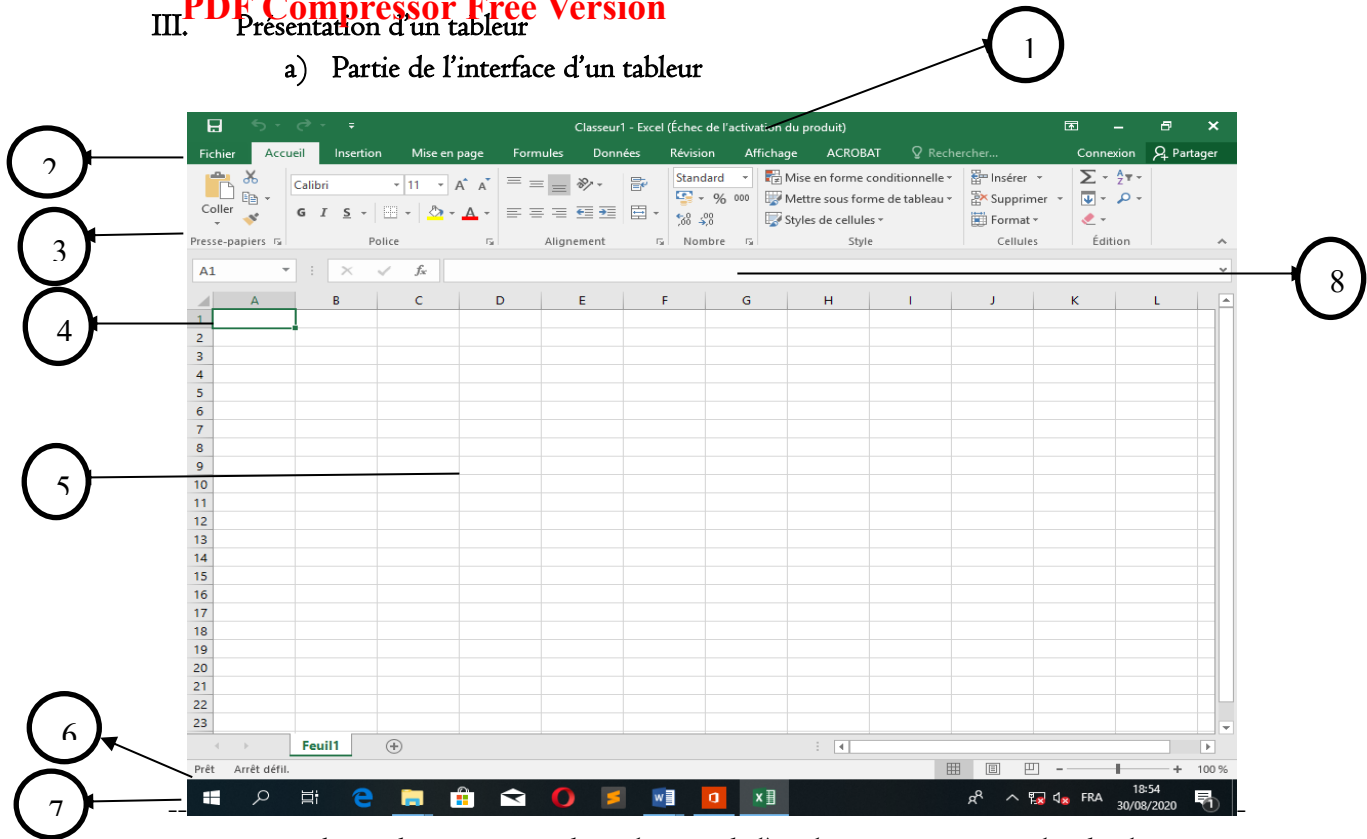 PDF Compressor Free Version
III. Présentation d'un tableur
a) Partie de l'interface d'un tableur
1
Classeur1 - Excel (Échec de l'activation du produit)
2
Fichier Accueil Insertion Mise en page Formules Données Révision Affichage ACROBAT Rechercher... Connexion Partager
Coller
Calibri 11
G I S
A A
A
Standard
% 000
Mise en forme conditionnelle
Mettre sous forme de tableau
Styles de cellules
Insérer
Supprimer
Format
3
Presse-papiers Police Alignement Nombre Style Cellules Édition
A1 fx
8
A B C D E F G H I J K L
4
1
2
3
4
5
6
7
8
9
5
10
11
12
13
14
15
16
17
18
19
20
21
22
23
6
Feuil1
Prêt Arrêt défil. 100 %
7
FRA 18:54
30/08/2020
1